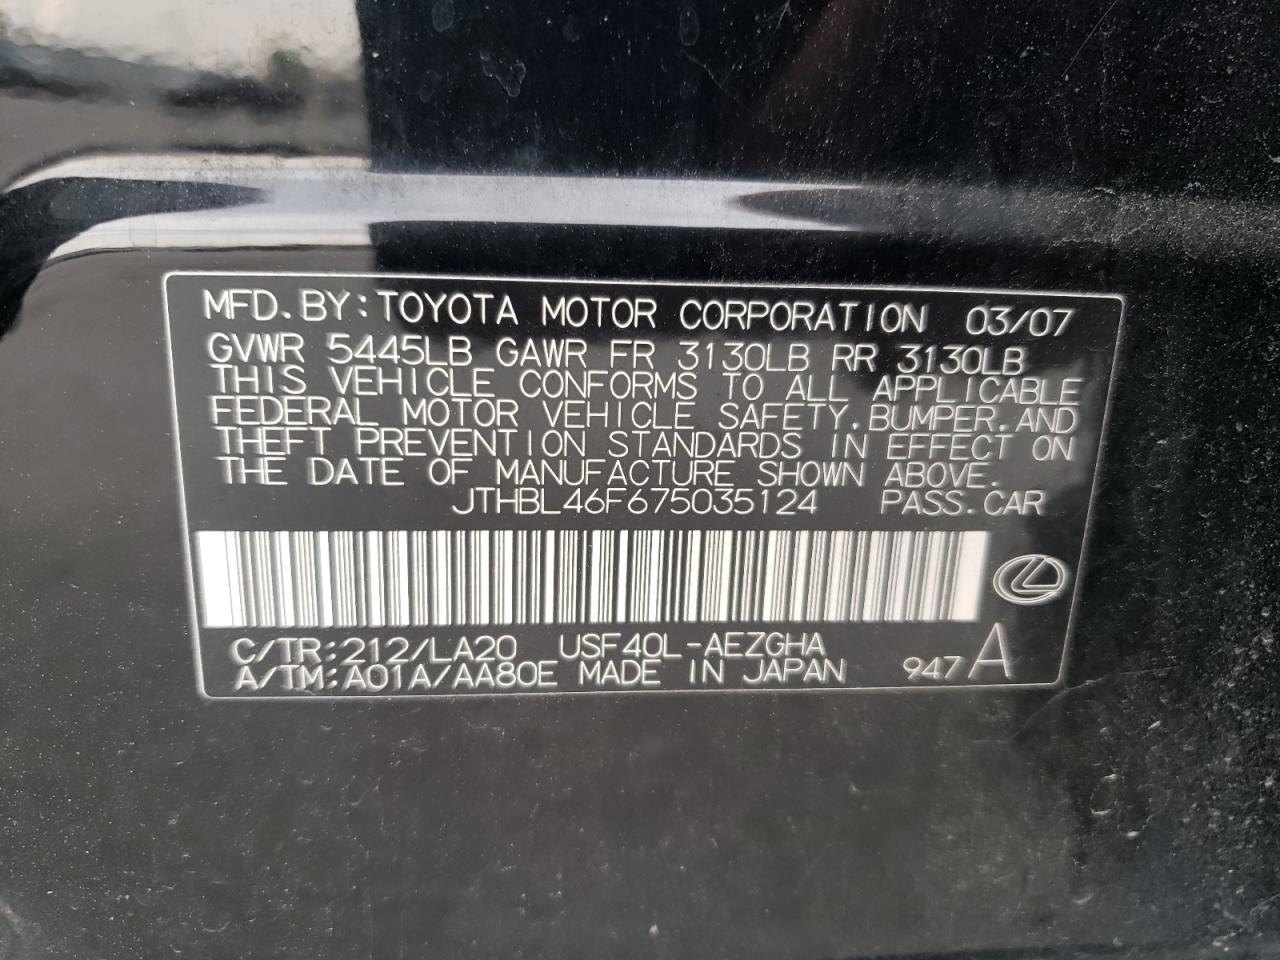 MFD.BY:TOYOTA MOTOR CORPORATION 03/07
GVWR 5445LB GAWR FR 3130LB RR 3130LB
THIS VEHICLE CONFORMS TO ALL APPLICABLE
FEDERAL MOTOR VEHICLE SAFETY.BUMPER.AND
THEFT PREVENTION STANDARDS IN EFFECT ON
THE DATE OF MANUFACTURE SHOWN ABOVE.
JTHBL46F675035124 PASS.CAR
C/TR:212/LA20 USF40L-AEZGHA
A/TM:A01A/AA80E MADE IN JAPAN 947 A